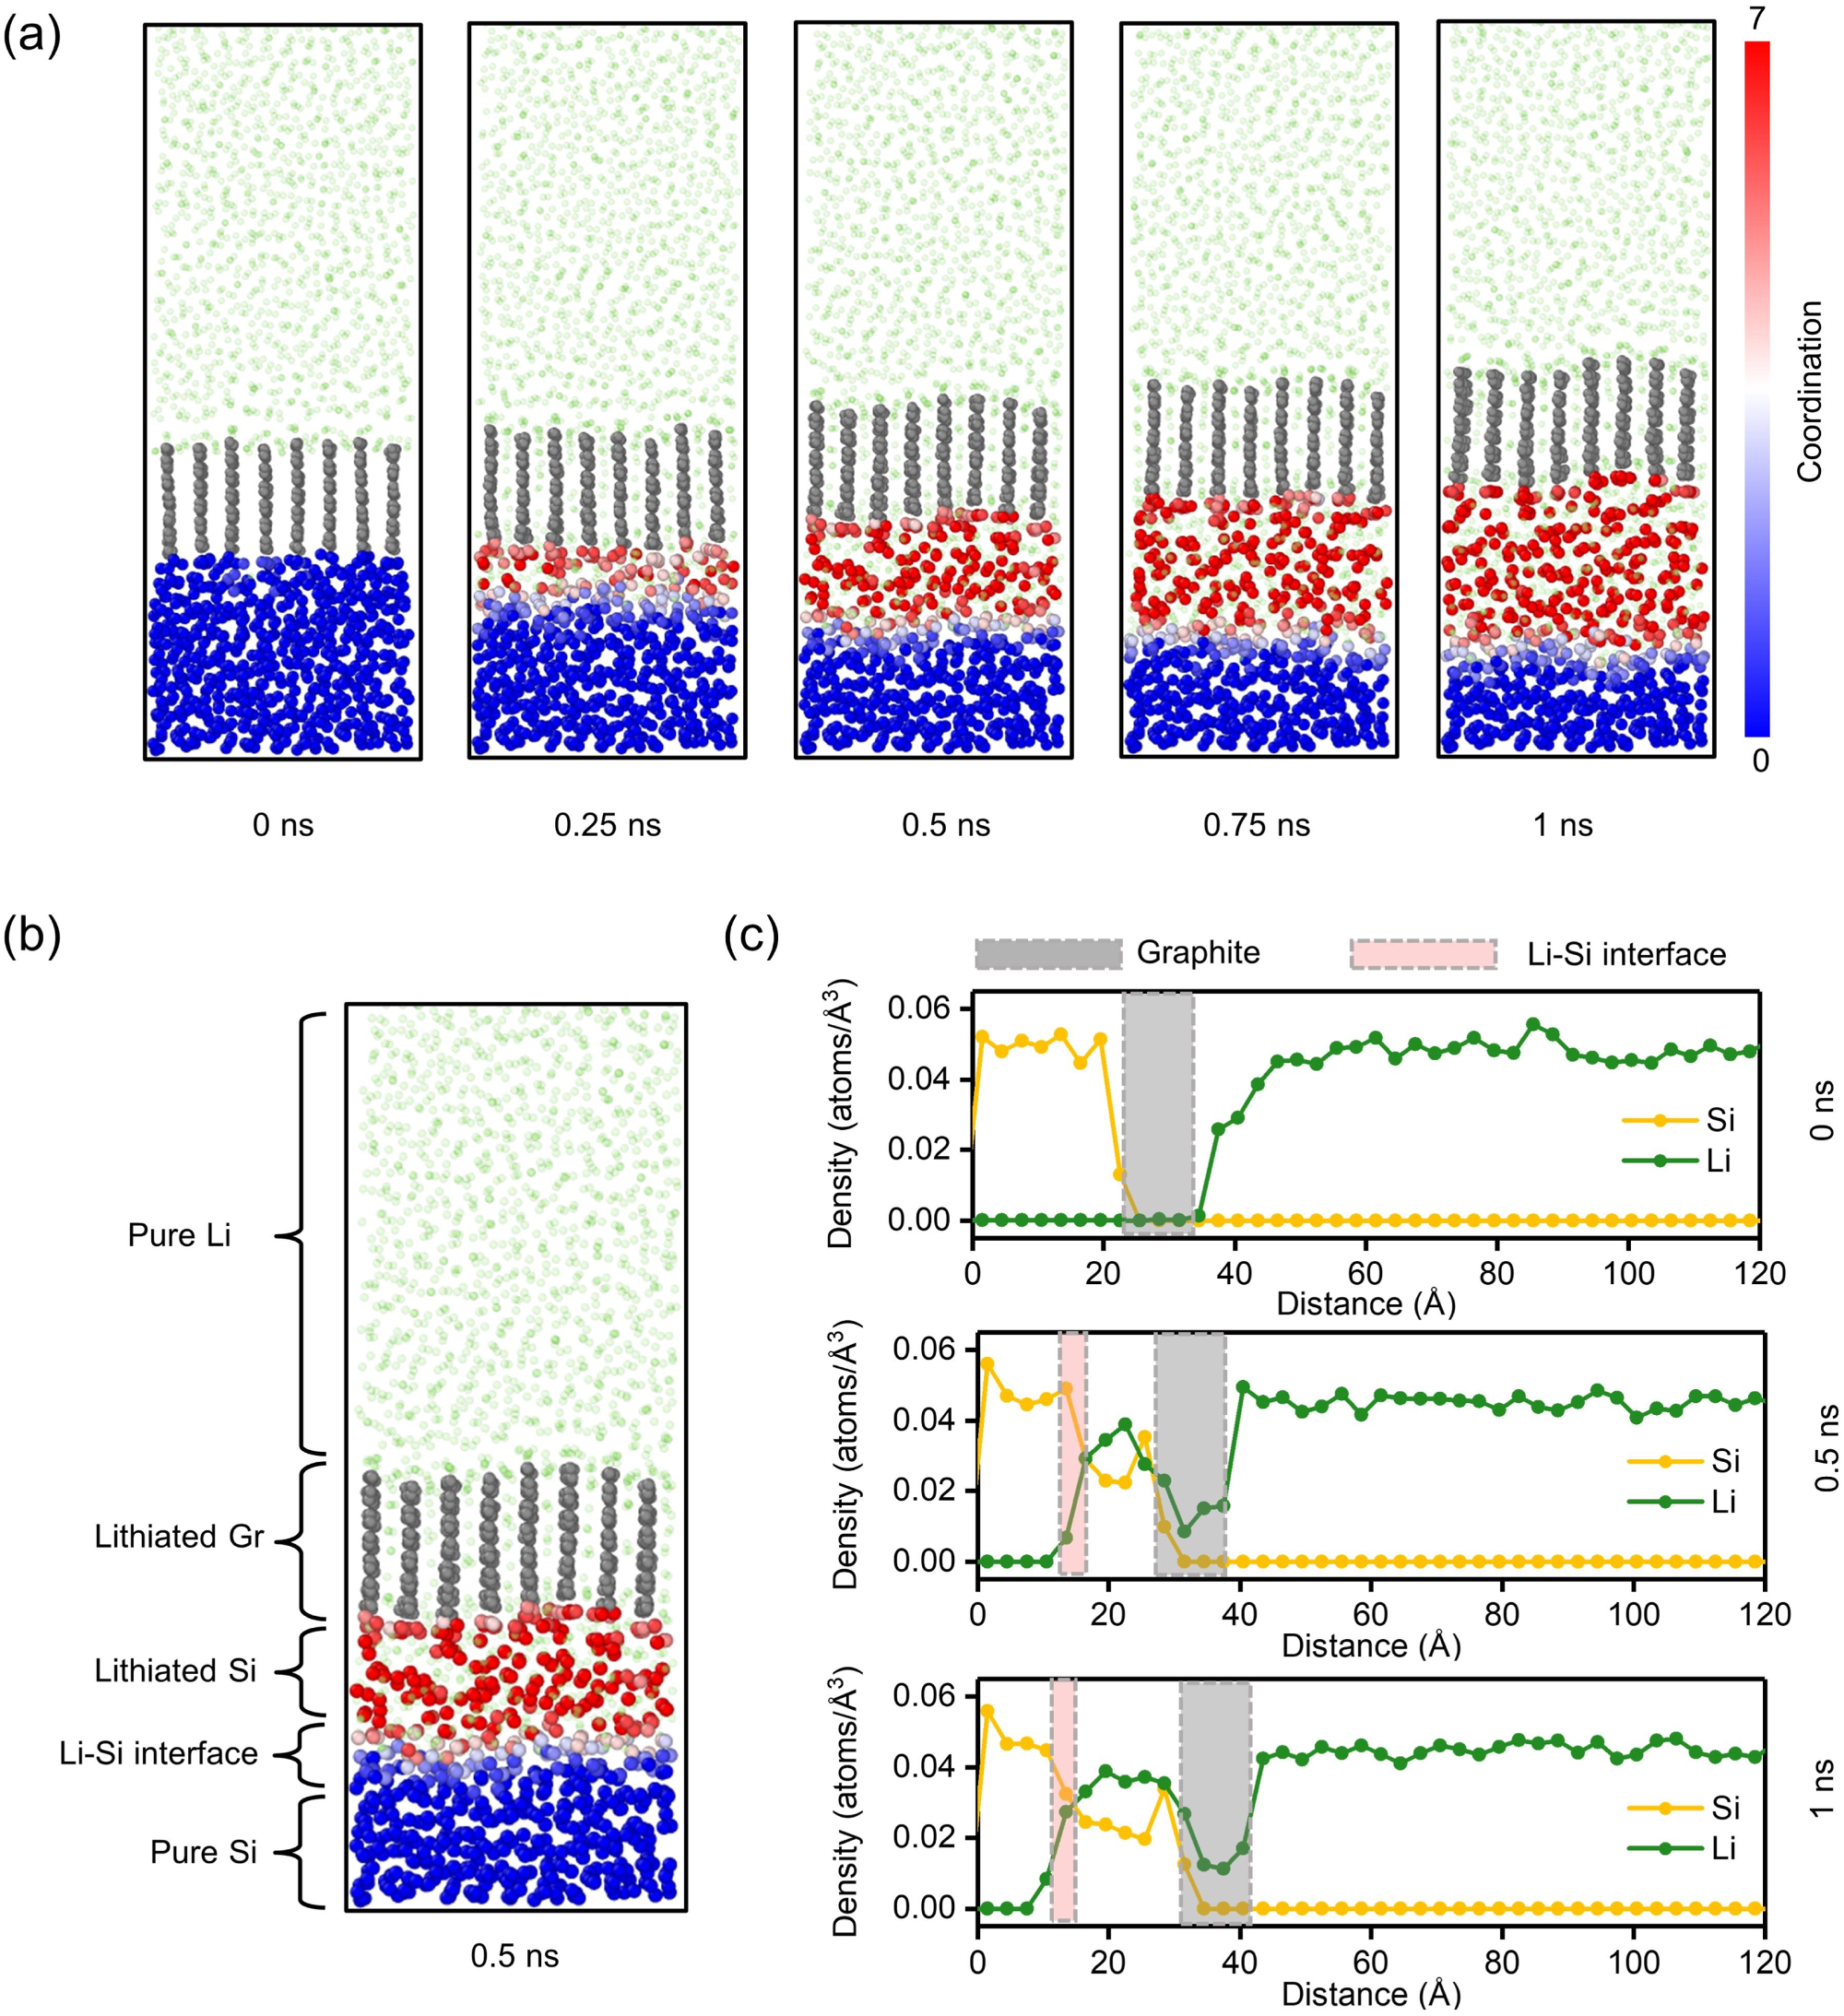 (a)
7
Coordination
0
0 ns
0.25 ns
0.5 ns
0.75 ns
1 ns
(b)
Pure Li
Lithiated Gr
Lithiated Si
Li-Si interface
Pure Si
0.5 ns
(c)
Graphite
Li-Si interface
Density (atoms/Å³)
0.06
0.04
0.02
0.00
Si
Li
0 ns
0 20 40 60 80 100 120
Distance (Å)
Density (atoms/Å³)
0.06
0.04
0.02
0.00
Si
Li
0.5 ns
0 20 40 60 80 100 120
Distance (Å)
Density (atoms/Å³)
0.06
0.04
0.02
0.00
Si
Li
1 ns
0 20 40 60 80 100 120
Distance (Å)